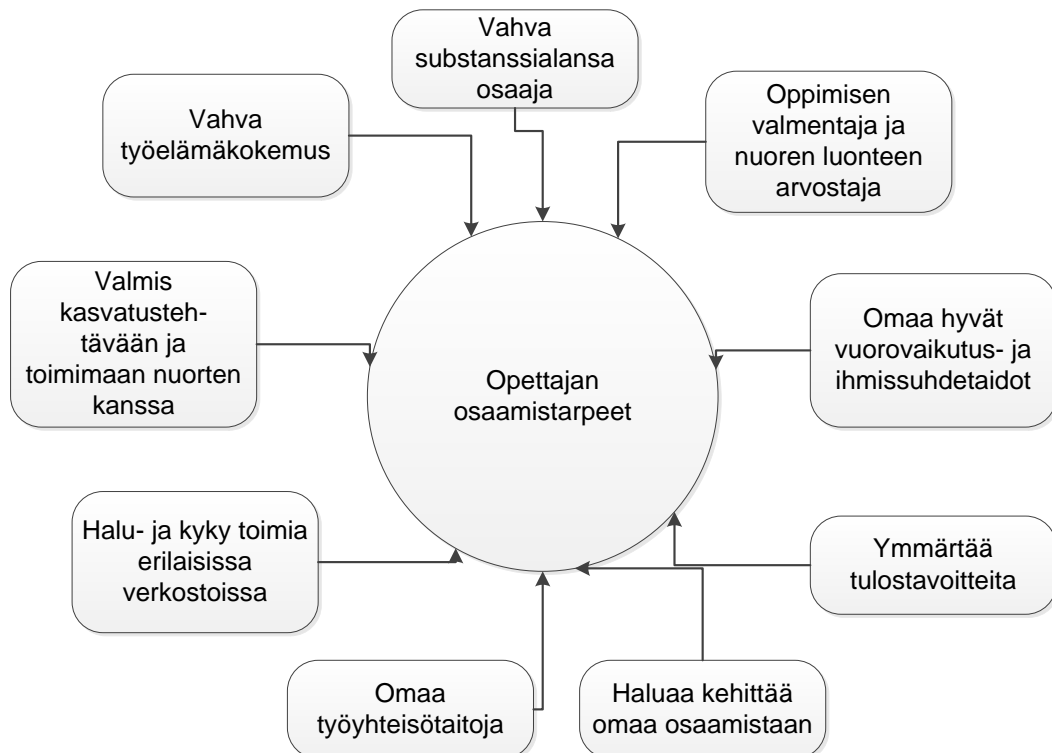 Vahva
substanssialansa
osaaja
Oppimisen
valmentaja ja
nuoren luonteen
arvostaja
Vahva
työelämäkokemus
Valmis
kasvatusteh-
tävään ja
toimimaan nuorten
kanssa
Omaa hyvät
vuorovaikutus- ja
ihmissuhdetaidot
Opettajan
osaamistarpeet
Halu- ja kyky toimia
erilaisissa
verkostoissa
Ymmärtää
tulostavoitteita
Omaa
työyhteisötaitoja
Haluaa kehittää
omaa osaamistaan